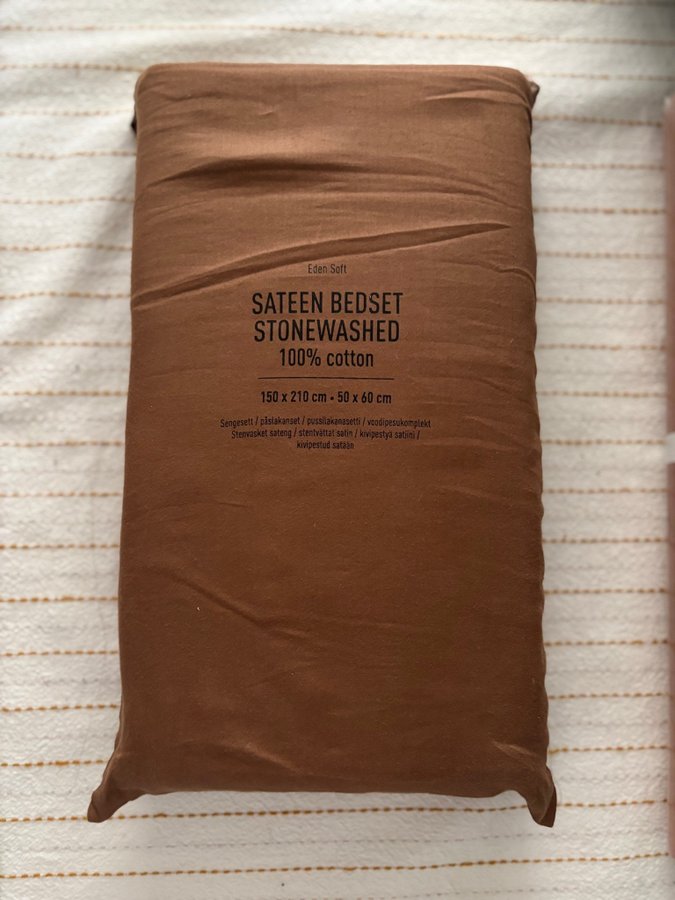 Eden Soft
SATEEN BEDSET
STONEWASHED
100% cotton
150 x 210 cm • 50 x 60 cm
Sengesett / påslakanset / pussilakanasetti / voodipesukomplekt
Stenvasket sateng / stentvättat satin / kivipestyä satiini /
kivipestud satään